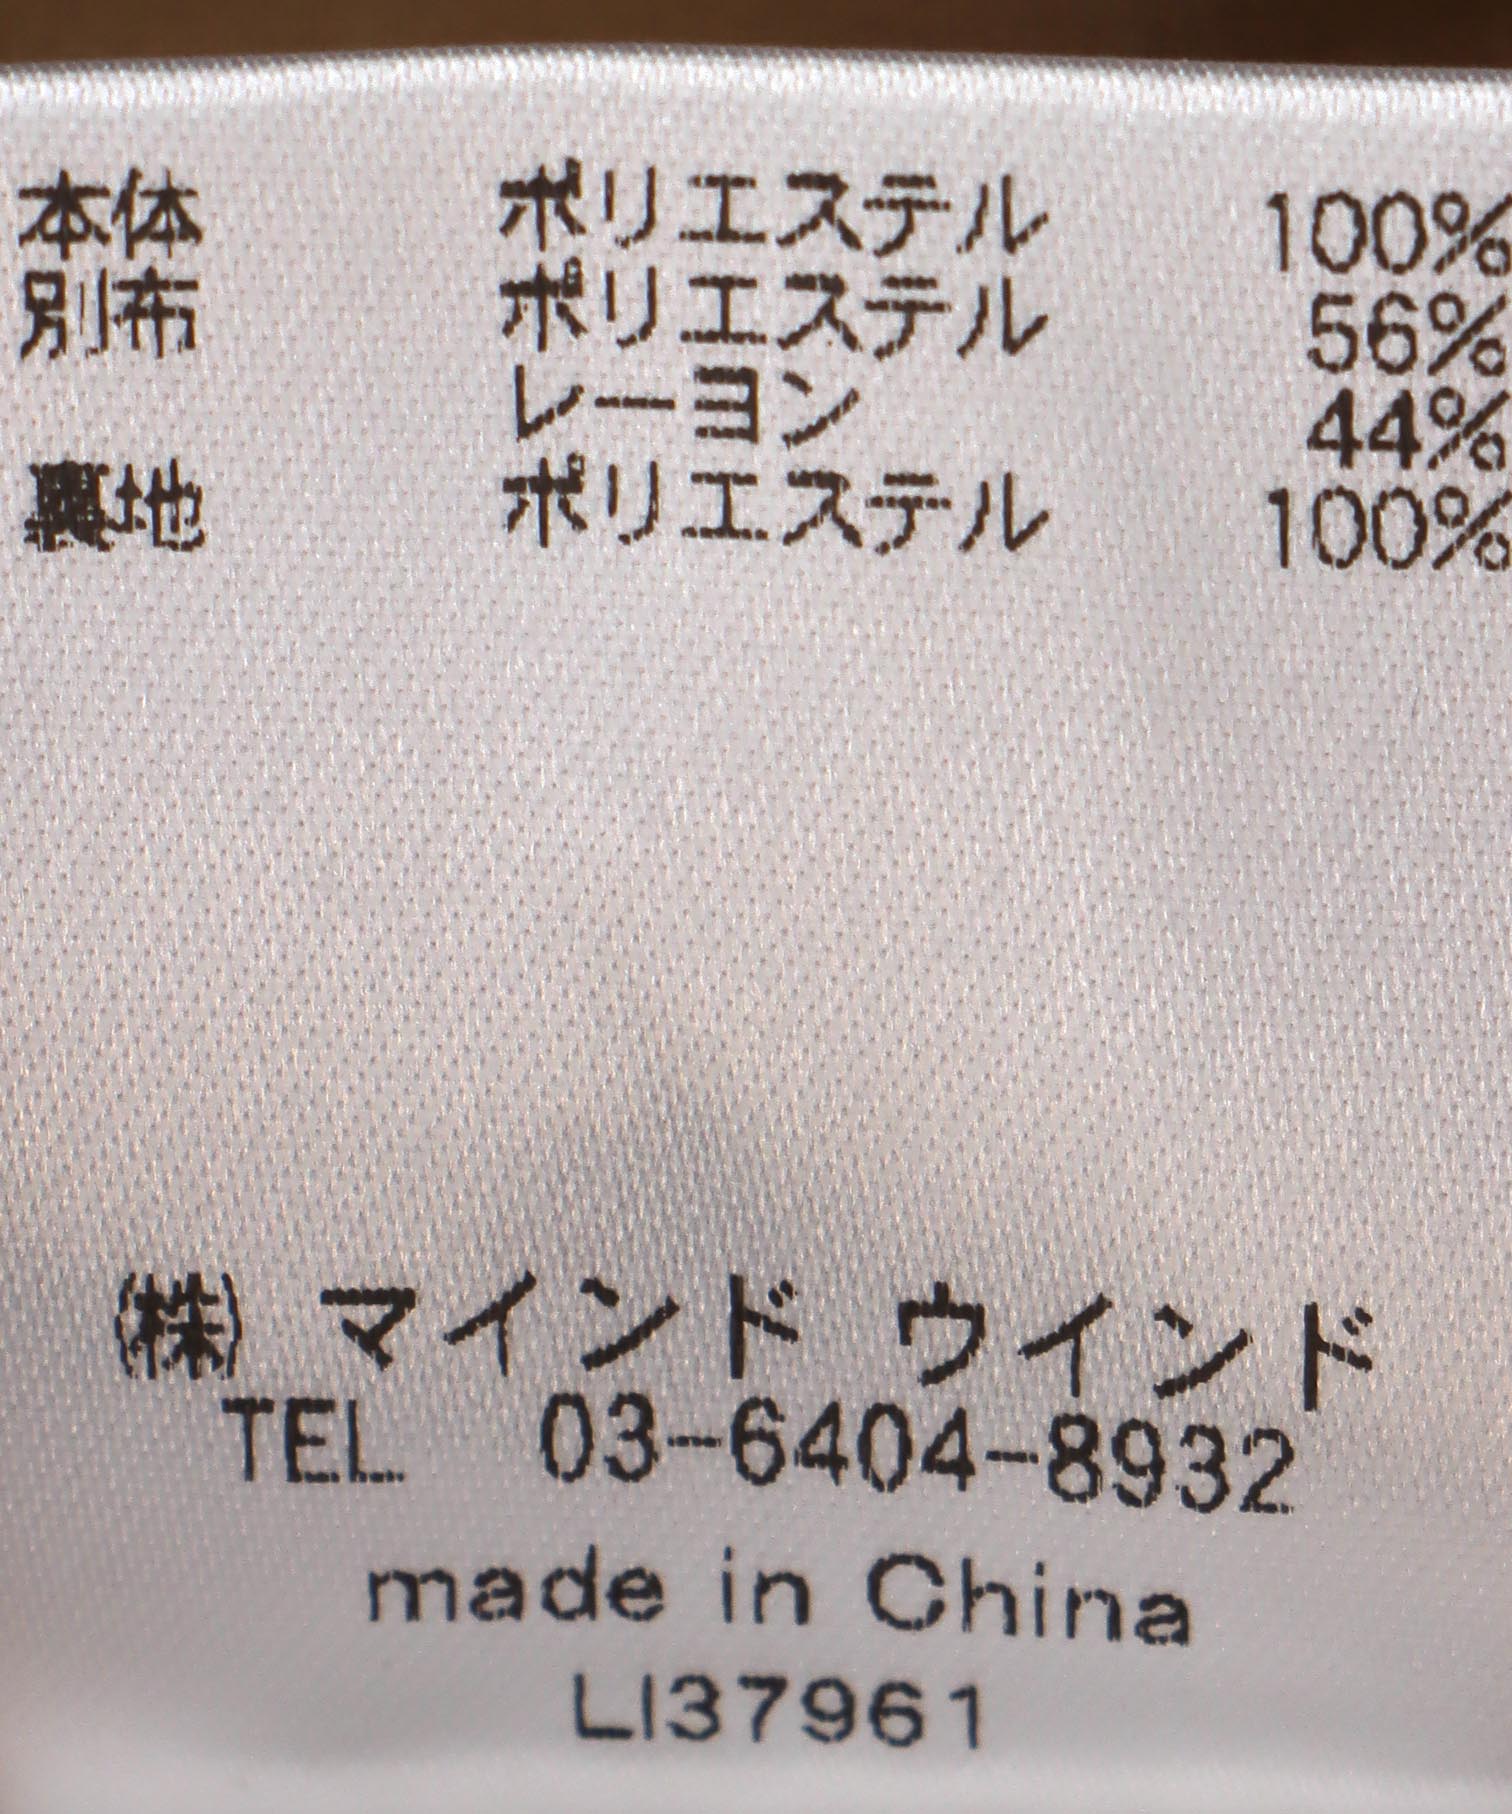 本体 ポリエステル 100%
別布 ポリエステル 56%
レーヨン 44%
裏地 ポリエステル 100%
㈱ マインド ウインド
TEL 03-6404-8932
made in China
LI37961